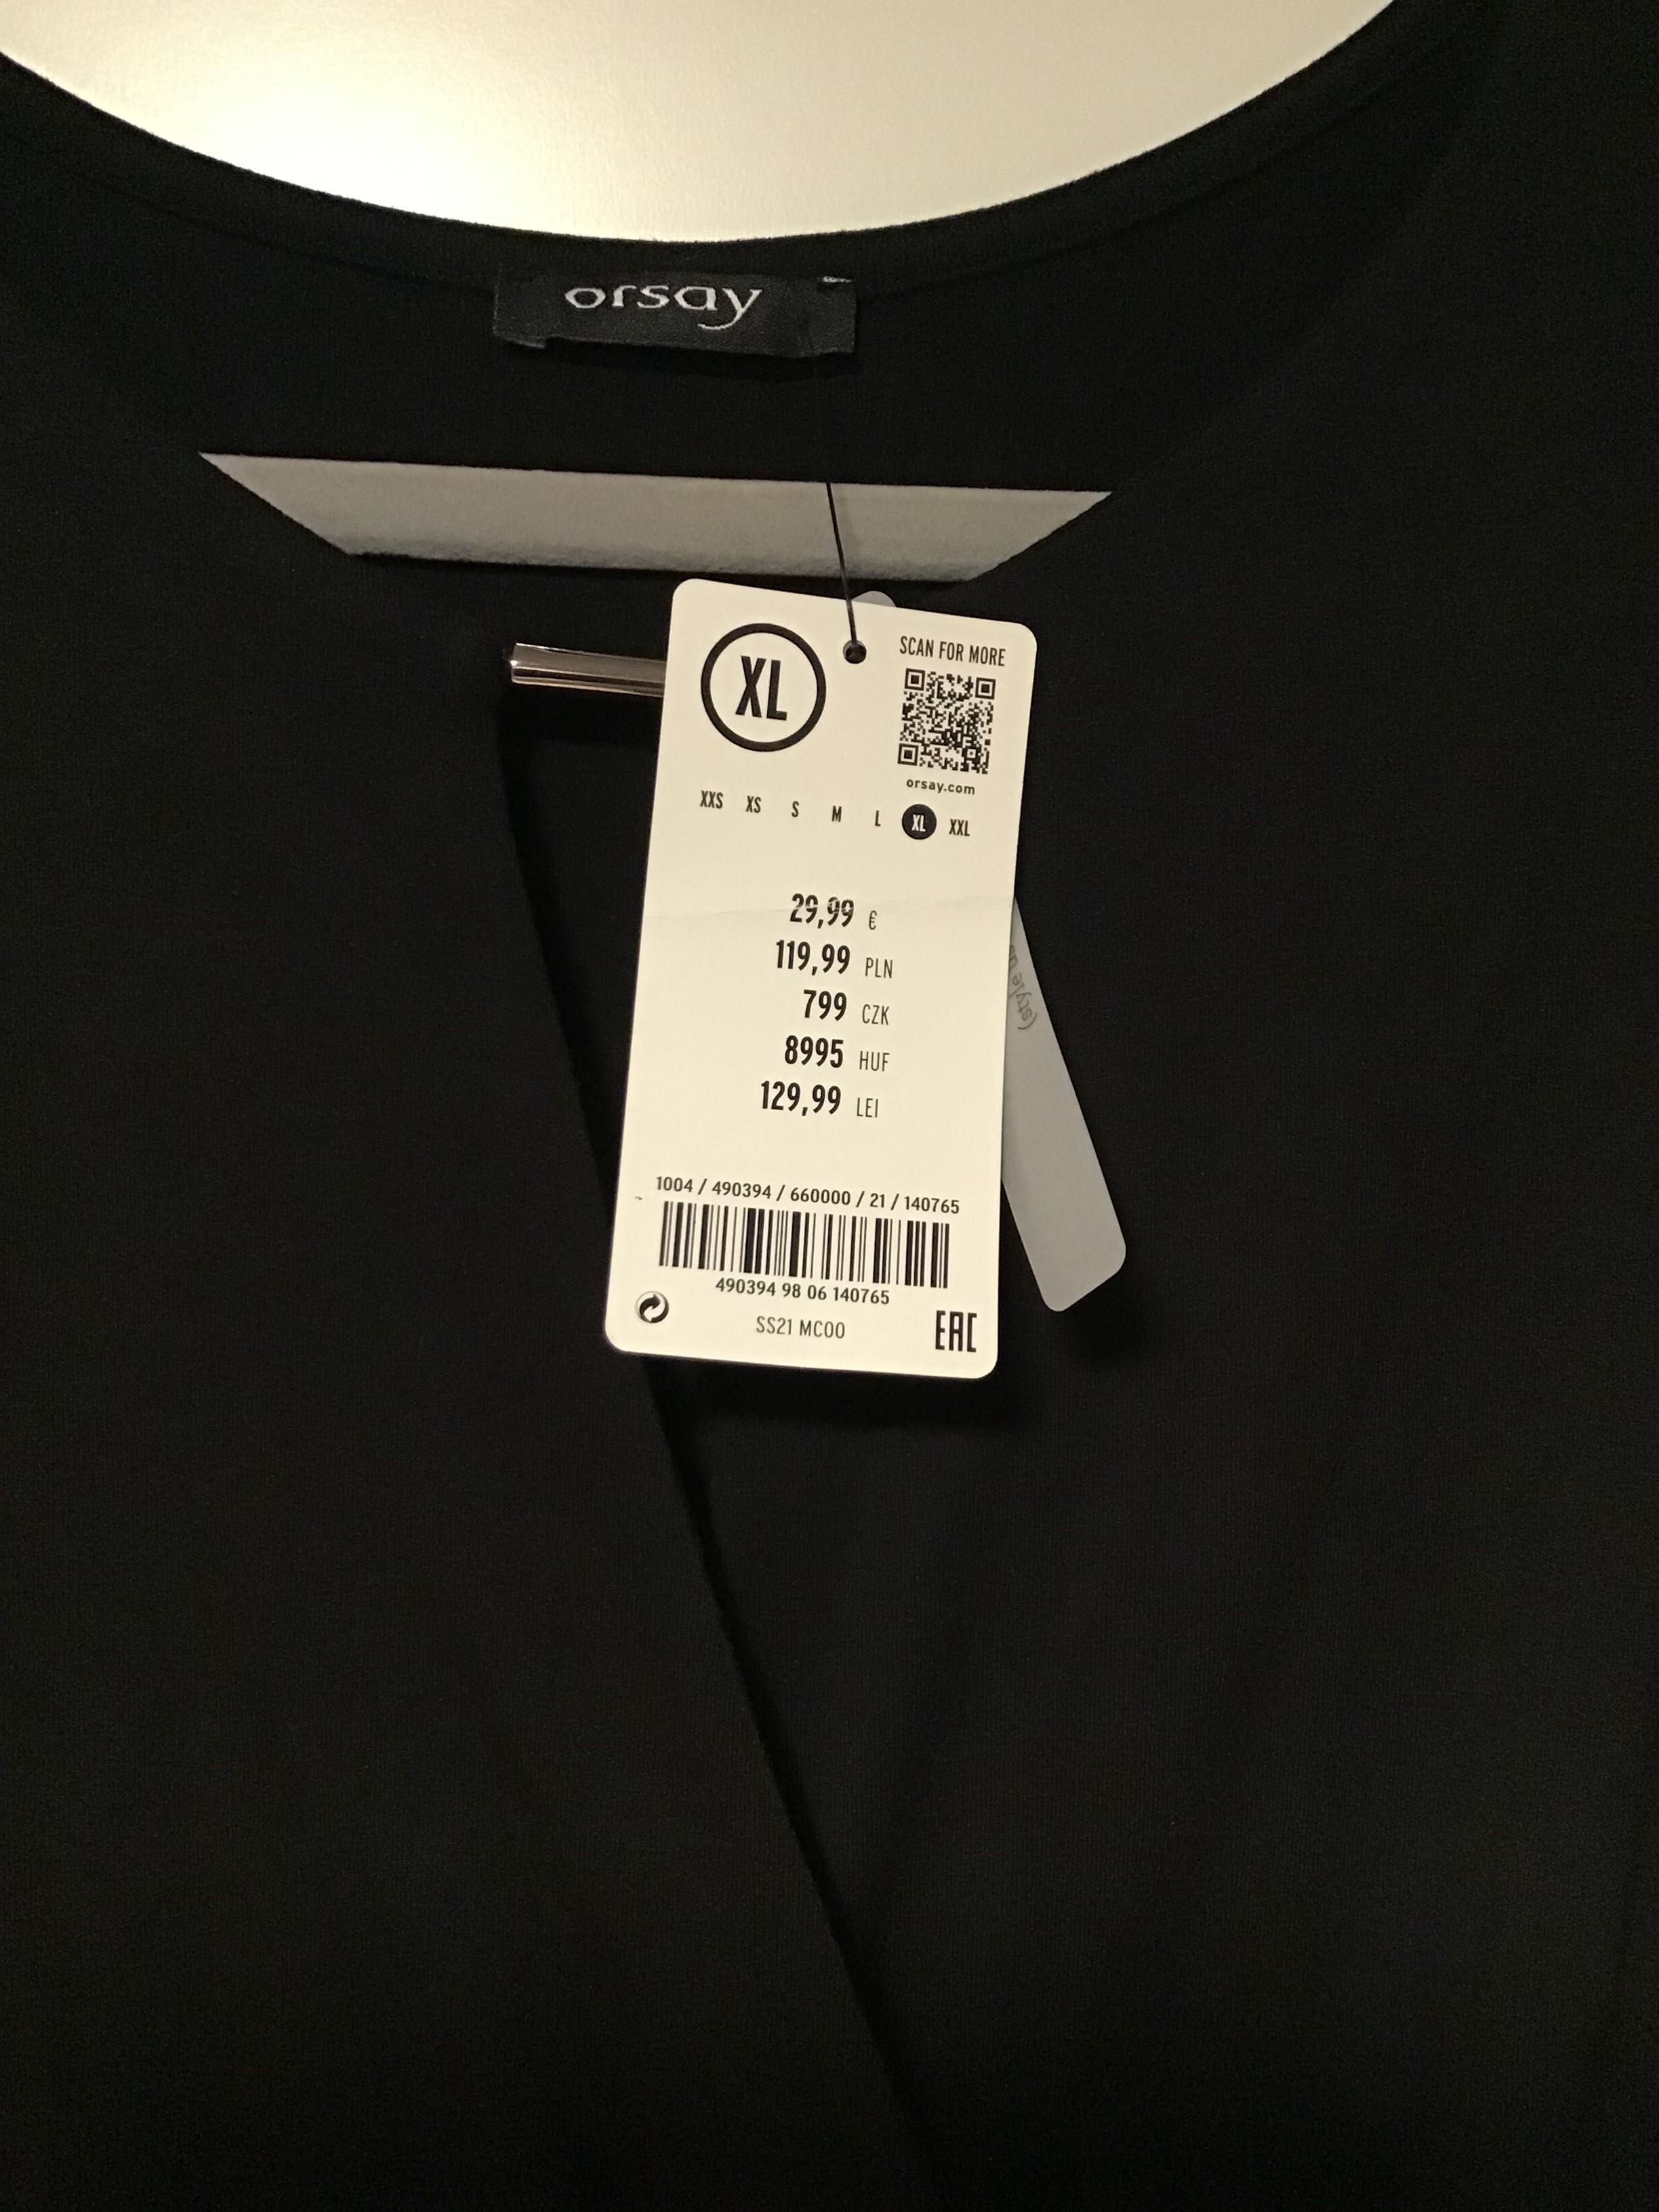 orsay
XL
SCAN FOR MORE
orsay.com
XXS XS S M L XL XXL
29,99 €
119,99 PLN
799 CZK
8995 HUF
129,99 LEI
1004 / 490394 / 660000 / 21 / 140765
490394 98 06 140765
SS21 MC00
EAC
(style